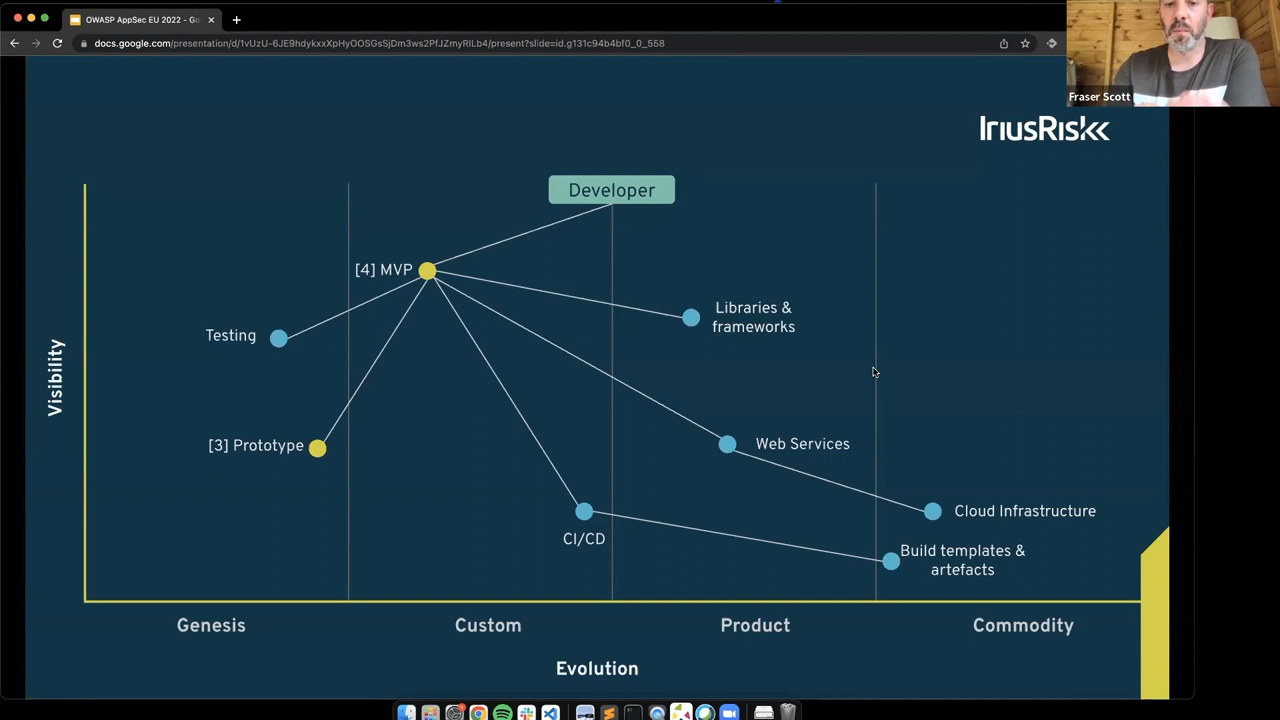 OWASP AppSec EU 2022 - Go
docs.google.com/presentation/d/1vUzU-6JE9hdykxxXpHyOOSGsSjDm3ws2PfJZmyRILb4/present?slide=id.g131c94b4bf0_0_558
Fraser Scott
IriusRisk
Developer
[4] MVP
Libraries &
frameworks
Testing
Visibility
[3] Prototype
Web Services
Cloud Infrastructure
CI/CD
Build templates &
artefacts
Genesis
Custom
Product
Commodity
Evolution